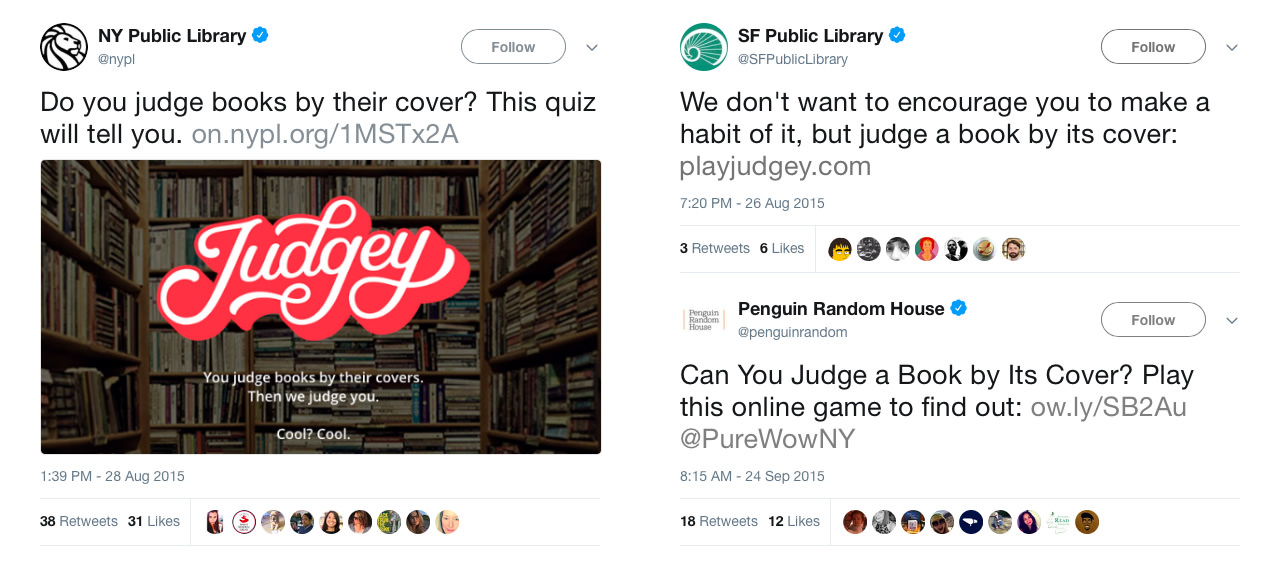 NY Public Library
@nypl
Follow
Do you judge books by their cover? This quiz
will tell you. on.nypl.org/1MSTx2A
Judgey
You judge books by their covers.
Then we judge you.
Cool? Cool.
1:39 PM - 28 Aug 2015
38 Retweets 31 Likes
SF Public Library
@SFPublicLibrary
Follow
We don't want to encourage you to make a
habit of it, but judge a book by its cover:
playjudgey.com
7:20 PM - 26 Aug 2015
3 Retweets 6 Likes
Penguin
Random
House
Penguin Random House
@penguinrandom
Follow
Can You Judge a Book by Its Cover? Play
this online game to find out: ow.ly/SB2Au
@PureWowNY
8:15 AM - 24 Sep 2015
18 Retweets 12 Likes